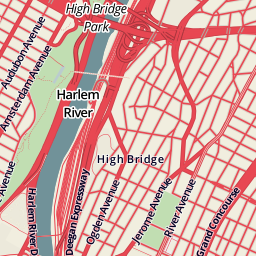 High Bridge
Park
Audubon Avenue
Amsterdam Avenue
Harlem
River
High Bridge
Avenue
Harlem River D
Deegan Expressway
Ogden Avenue
Jerome Avenue
River Avenue
Grand Concourse